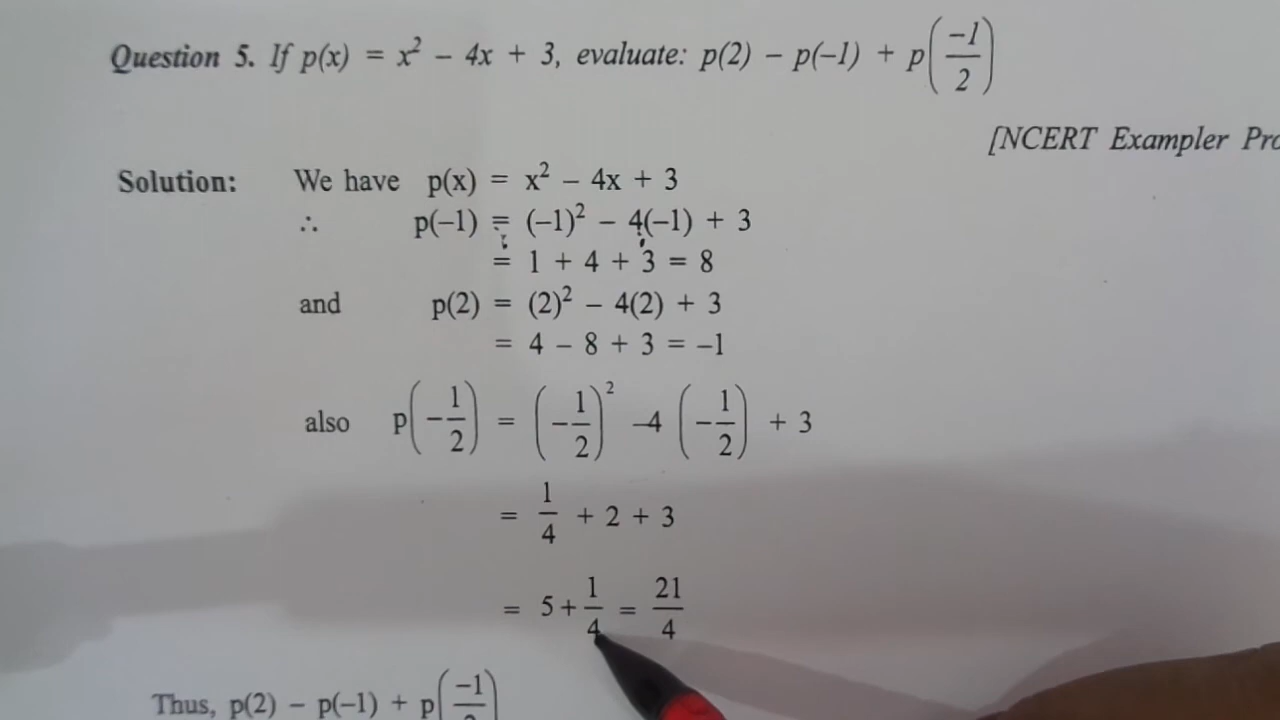 Question 5. If p(x) = x² − 4x + 3, evaluate: p(2) − p(−1) + p(−1/2)
[NCERT Exampler
Solution: We have p(x) = x² − 4x + 3
∴ p(−1) = (−1)² − 4(−1) + 3
= 1 + 4 + 3 = 8
and p(2) = (2)² − 4(2) + 3
= 4 − 8 + 3 = −1
also p(−1/2) = (−1/2)² −4 (−1/2) + 3
= 1/4 + 2 + 3
= 5 + 1/4 = 21/4
Thus, p(2) − p(−1) + p(−1/2)